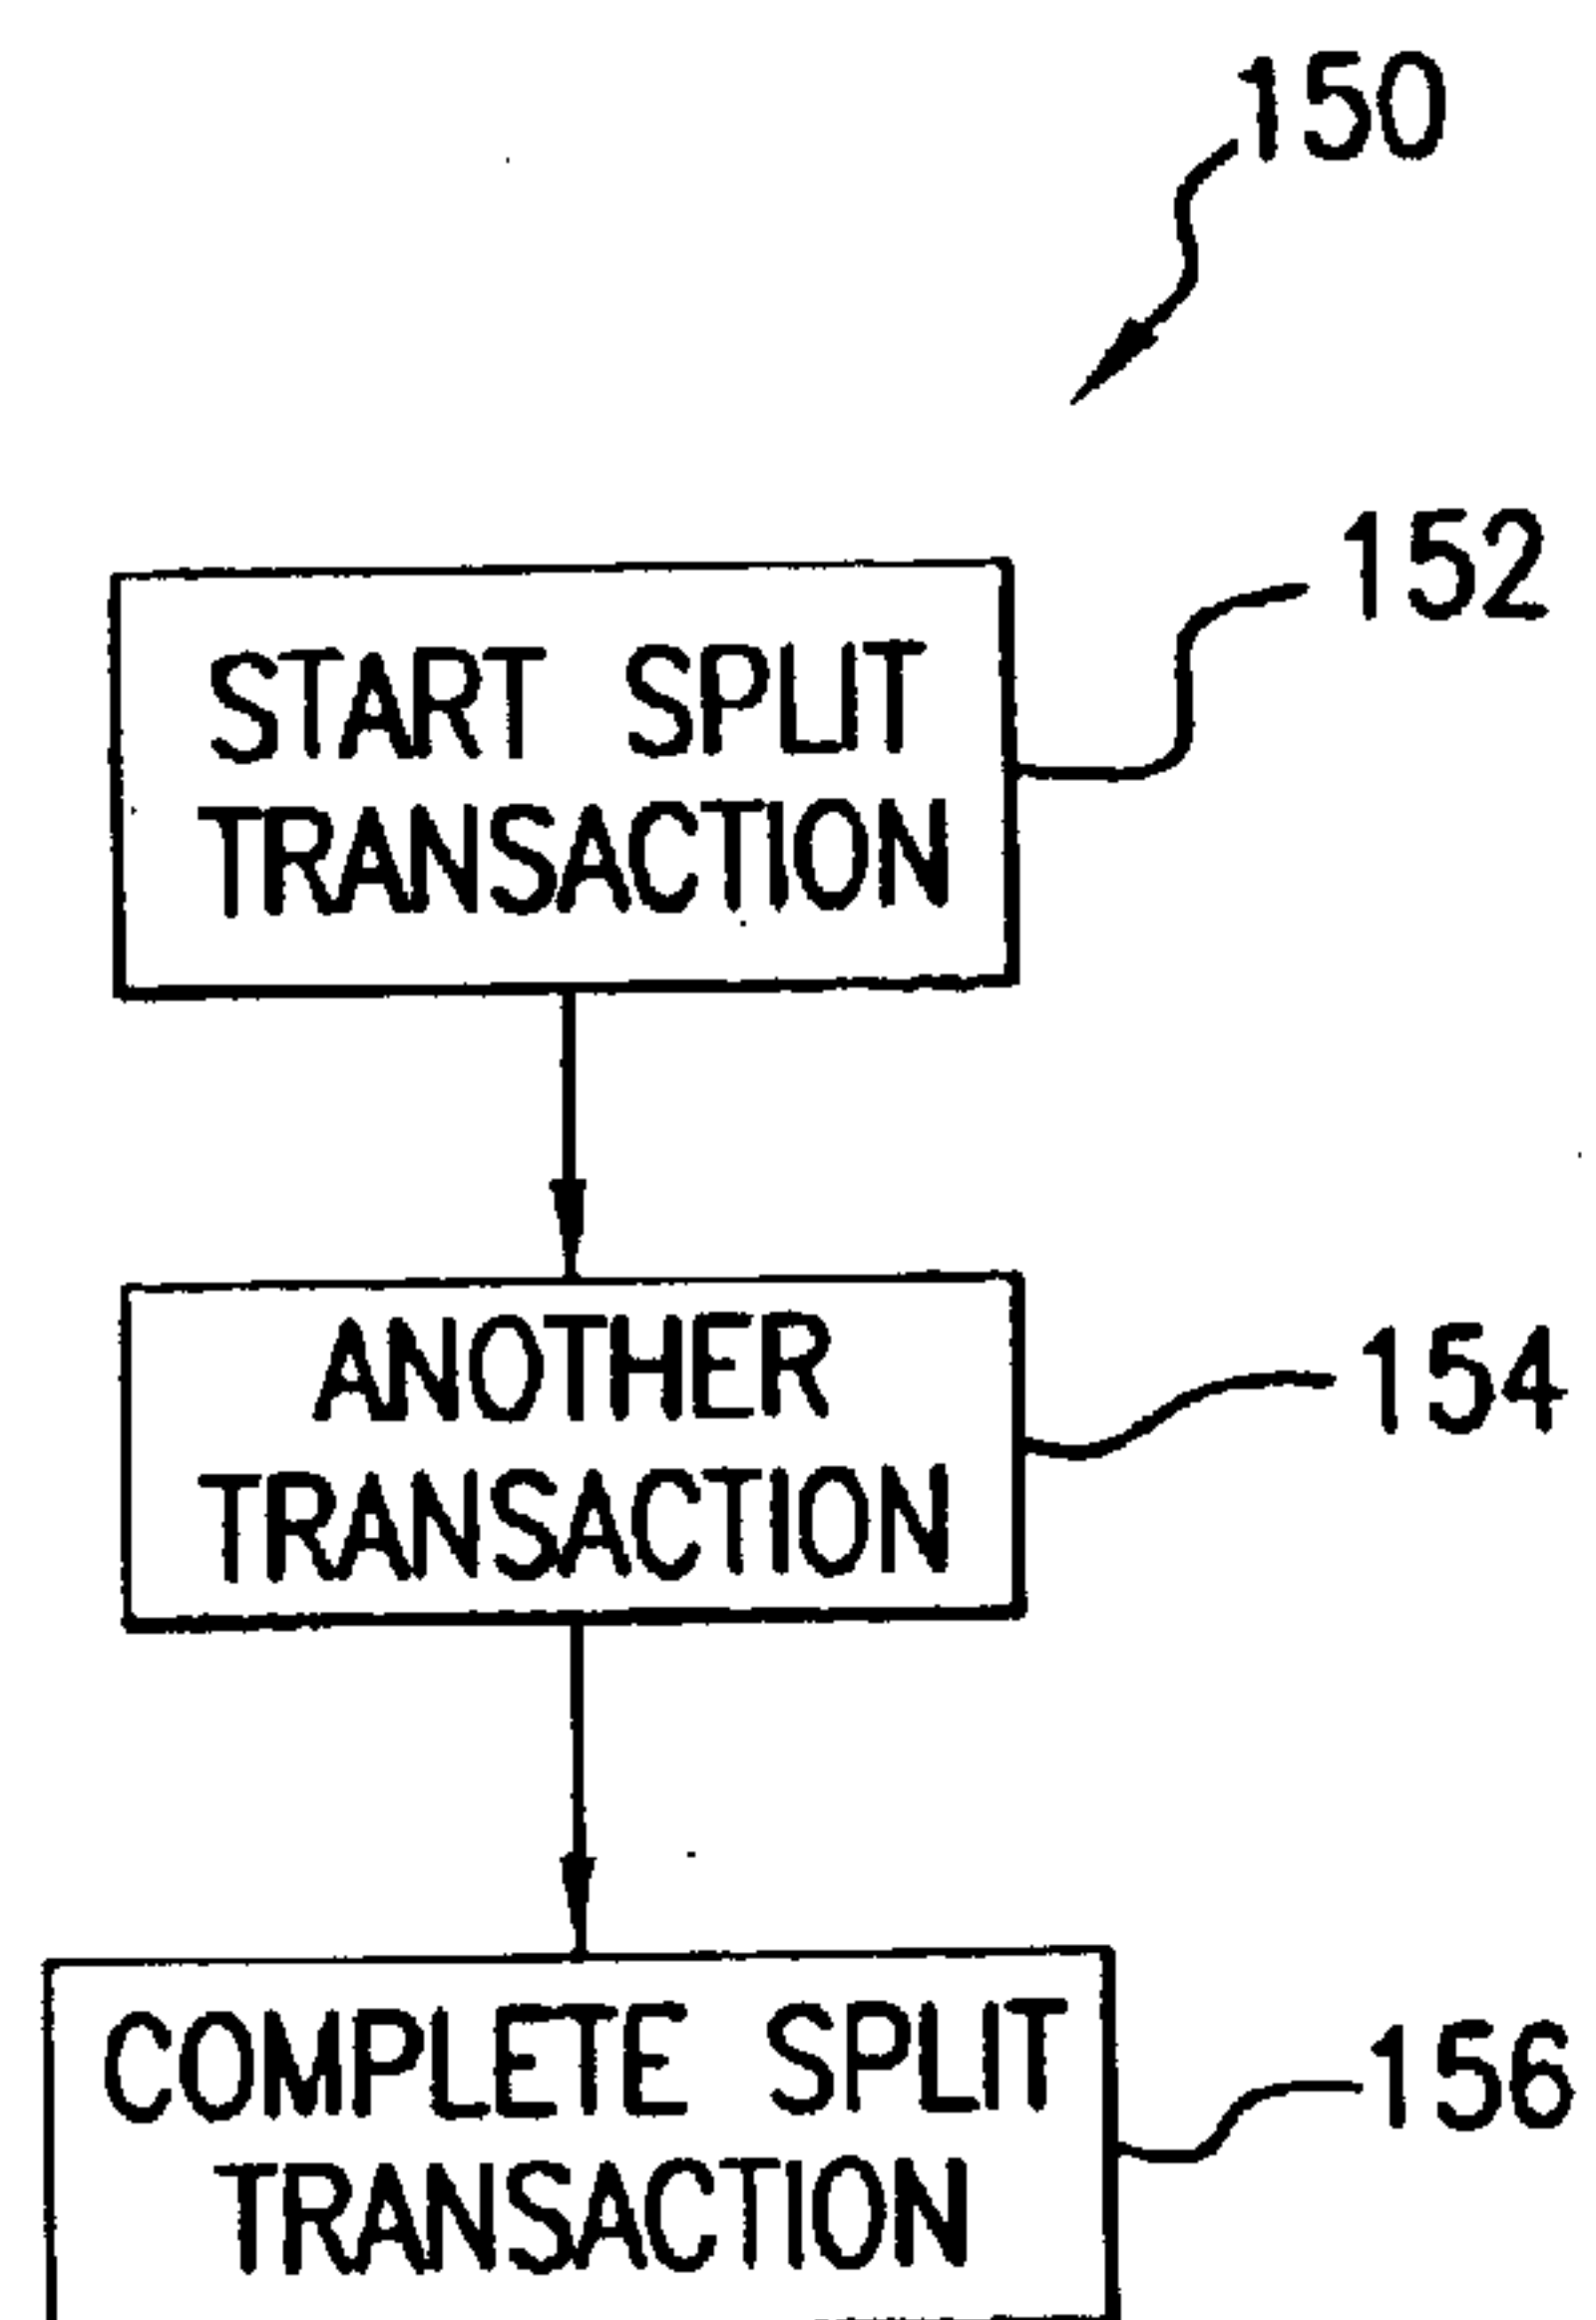 150
152
START SPLIT
TRANSACTION
154
ANOTHER
TRANSACTION
156
COMPLETE SPLIT
TRANSACTION